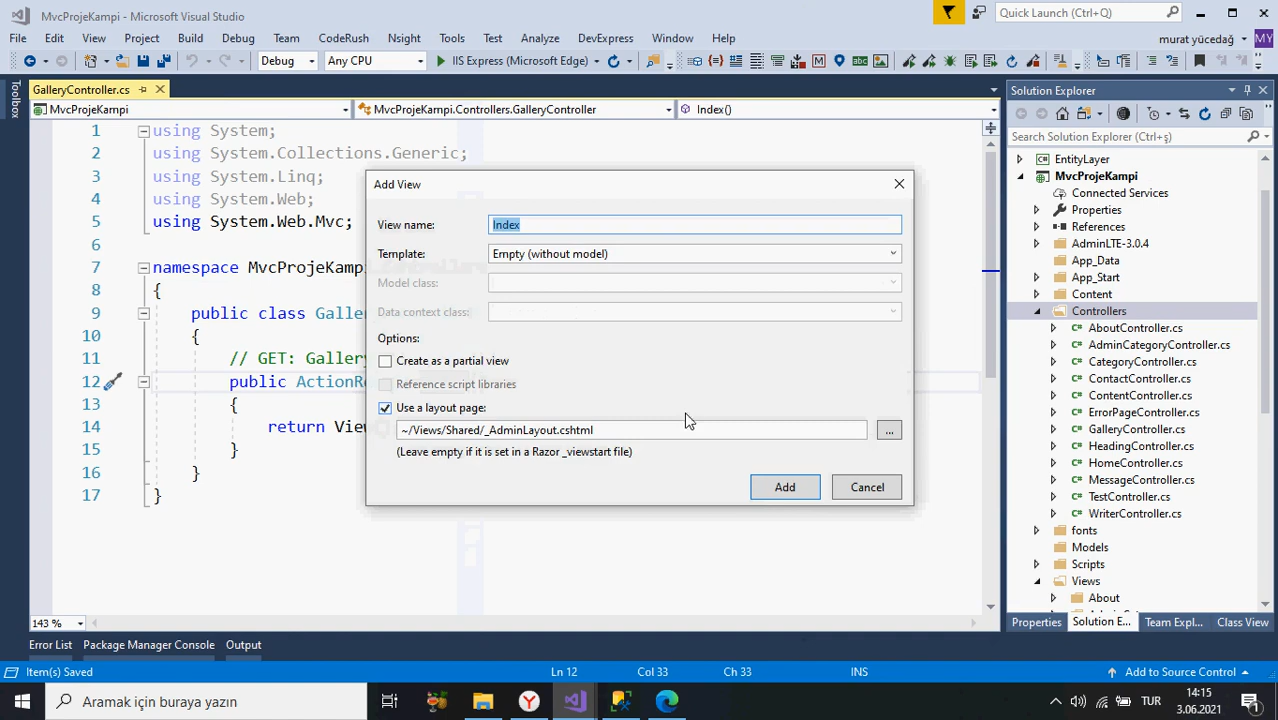 MvcProjeKampi - Microsoft Visual Studio
Quick Launch (Ctrl+Q)
File Edit View Project Build Debug Team CodeRush Nsight Tools Test Analyze DevExpress Window Help
murat yücedağ MY
Debug Any CPU IIS Express (Microsoft Edge)
Toolbox
GalleryController.cs
MvcProjeKampi MvcProjeKampi.Controllers.GalleryController Index()
1 using System;
2 using System.Collections.Generic;
3 using System.Linq;
4 using System.Web;
5 using System.Web.Mvc;
6
7 namespace MvcProjeKamp
8 {
9 public class Galle
10 {
11 // GET: Galler
12 public ActionRe
13 {
14 return View
15 }
16 }
17 }
143 %
Add View
View name: Index
Template: Empty (without model)
Model class:
Data context class:
Options:
Create as a partial view
Reference script libraries
Use a layout page:
~/Views/Shared/_AdminLayout.cshtml ...
(Leave empty if it is set in a Razor _viewstart file)
Add Cancel
Solution Explorer
Search Solution Explorer (Ctrl+ş)
EntityLayer
MvcProjeKampi
Connected Services
Properties
References
AdminLTE-3.0.4
App_Data
App_Start
Content
Controllers
AboutController.cs
AdminCategoryController.cs
CategoryController.cs
ContactController.cs
ContentController.cs
ErrorPageController.cs
GalleryController.cs
HeadingController.cs
HomeController.cs
MessageController.cs
TestController.cs
WriterController.cs
fonts
Models
Scripts
Views
About
Properties Solution E... Team Expl... Class View
Error List Package Manager Console Output
Item(s) Saved Ln 12 Col 33 Ch 33 INS Add to Source Control
Aramak için buraya yazın
TUR
14:15
3.06.2021
1